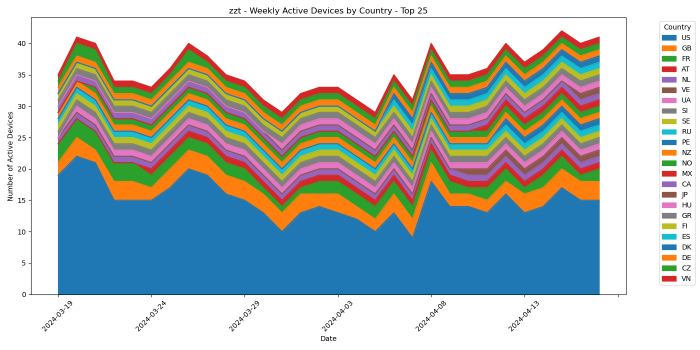 zzt - Weekly Active Devices by Country - Top 25
Number of Active Devices
40
35
30
25
20
15
10
5
0
2024-03-19
2024-03-24
2024-03-29
2024-04-03
2024-04-08
2024-04-13
Date
Country
US
GB
FR
AT
NL
VE
UA
SI
SE
RU
PE
NZ
NO
MX
CA
JP
HU
GR
FI
ES
DK
DE
CZ
VN